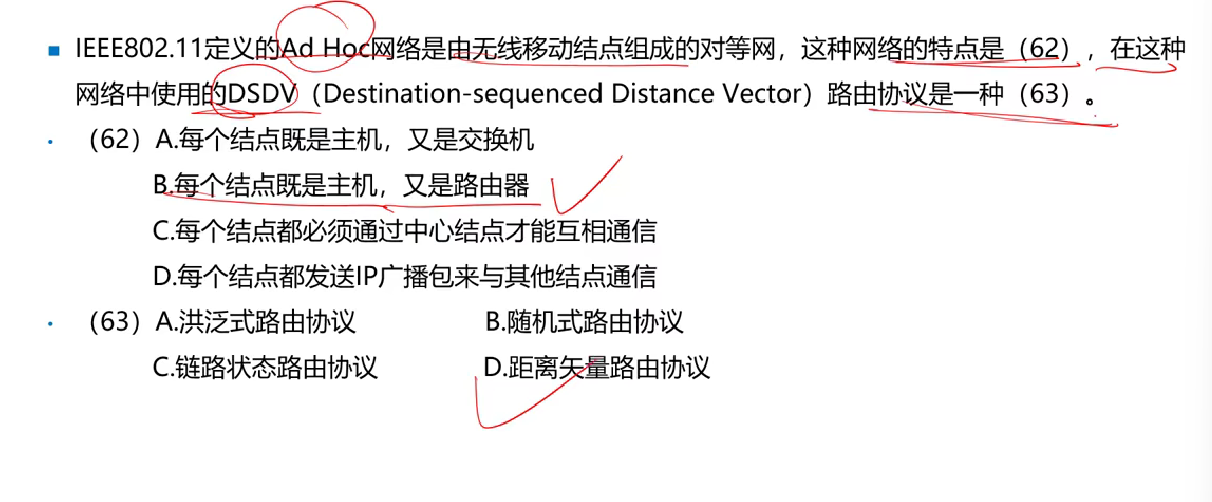 IEEE802.11定义的Ad Hoc网络是由无线移动结点组成的对等网，这种网络的特点是（62），在这种
网络中使用的DSDV（Destination-sequenced Distance Vector）路由协议是一种（63）。
（62）A.每个结点既是主机，又是交换机
B.每个结点既是主机，又是路由器
C.每个结点都必须通过中心结点才能互相通信
D.每个结点都发送IP广播包来与其他结点通信
（63）A.洪泛式路由协议 B.随机式路由协议
C.链路状态路由协议 D.距离矢量路由协议